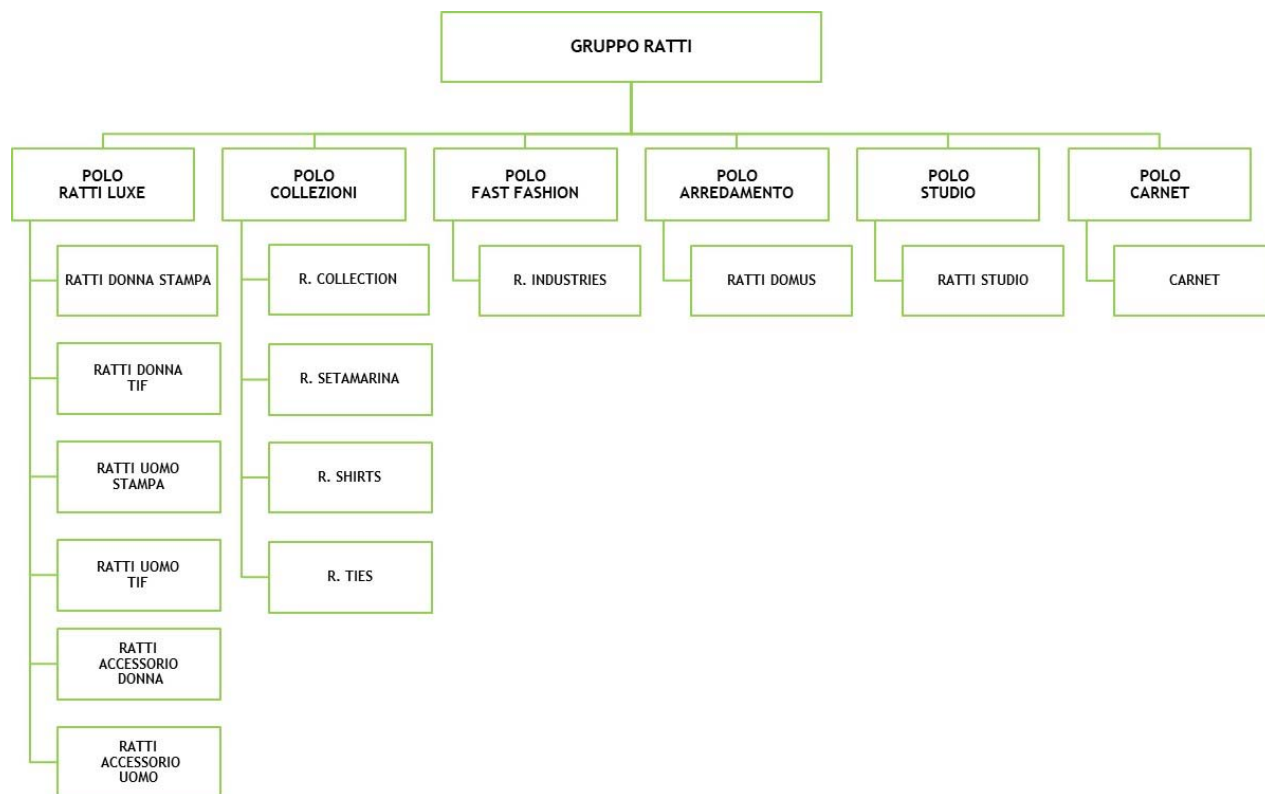 GRUPPO RATTI
POLO
RATTI LUXE
POLO
COLLEZIONI
POLO
FAST FASHION
POLO
ARREDAMENTO
POLO
STUDIO
POLO
CARNET
RATTI DONNA STAMPA
RATTI DONNA
TIF
RATTI UOMO
STAMPA
RATTI UOMO
TIF
RATTI
ACCESSORIO
DONNA
RATTI
ACCESSORIO
UOMO
R. COLLECTION
R. SETAMARINA
R. SHIRTS
R. TIES
R. INDUSTRIES
RATTI DOMUS
RATTI STUDIO
CARNET